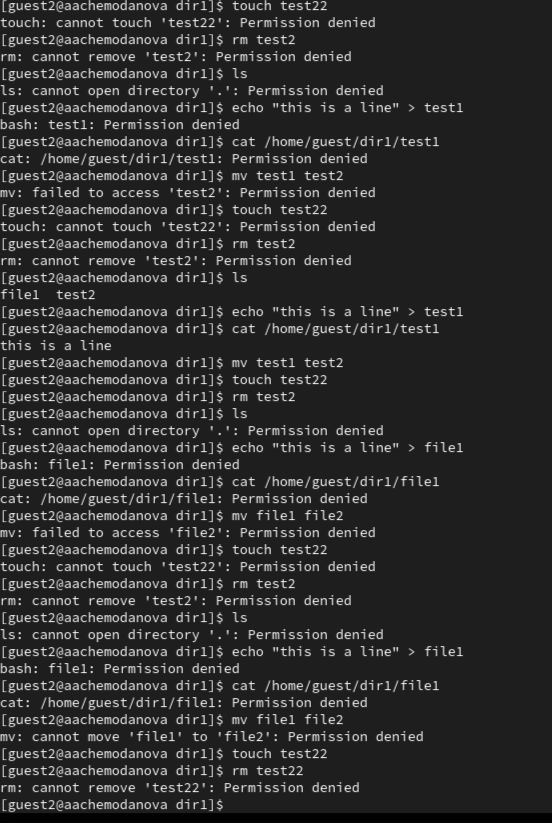 [guest2@aachemodanova dir1]$ touch test22
touch: cannot touch 'test22': Permission denied
[guest2@aachemodanova dir1]$ rm test2
rm: cannot remove 'test2': Permission denied
[guest2@aachemodanova dir1]$ ls
ls: cannot open directory '.': Permission denied
[guest2@aachemodanova dir1]$ echo "this is a line" > test1
bash: test1: Permission denied
[guest2@aachemodanova dir1]$ cat /home/guest/dir1/test1
cat: /home/guest/dir1/test1: Permission denied
[guest2@aachemodanova dir1]$ mv test1 test2
mv: failed to access 'test2': Permission denied
[guest2@aachemodanova dir1]$ touch test22
touch: cannot touch 'test22': Permission denied
[guest2@aachemodanova dir1]$ rm test2
rm: cannot remove 'test2': Permission denied
[guest2@aachemodanova dir1]$ ls
file1  test2
[guest2@aachemodanova dir1]$ echo "this is a line" > test1
[guest2@aachemodanova dir1]$ cat /home/guest/dir1/test1
this is a line
[guest2@aachemodanova dir1]$ mv test1 test2
[guest2@aachemodanova dir1]$ touch test22
[guest2@aachemodanova dir1]$ rm test2
[guest2@aachemodanova dir1]$ ls
ls: cannot open directory '.': Permission denied
[guest2@aachemodanova dir1]$ echo "this is a line" > file1
bash: file1: Permission denied
[guest2@aachemodanova dir1]$ cat /home/guest/dir1/file1
cat: /home/guest/dir1/file1: Permission denied
[guest2@aachemodanova dir1]$ mv file1 file2
mv: failed to access 'file2': Permission denied
[guest2@aachemodanova dir1]$ touch test22
touch: cannot touch 'test22': Permission denied
[guest2@aachemodanova dir1]$ rm test2
rm: cannot remove 'test2': Permission denied
[guest2@aachemodanova dir1]$ ls
ls: cannot open directory '.': Permission denied
[guest2@aachemodanova dir1]$ echo "this is a line" > file1
bash: file1: Permission denied
[guest2@aachemodanova dir1]$ cat /home/guest/dir1/file1
cat: /home/guest/dir1/file1: Permission denied
[guest2@aachemodanova dir1]$ mv file1 file2
mv: cannot move 'file1' to 'file2': Permission denied
[guest2@aachemodanova dir1]$ touch test22
[guest2@aachemodanova dir1]$ rm test22
rm: cannot remove 'test22': Permission denied
[guest2@aachemodanova dir1]$